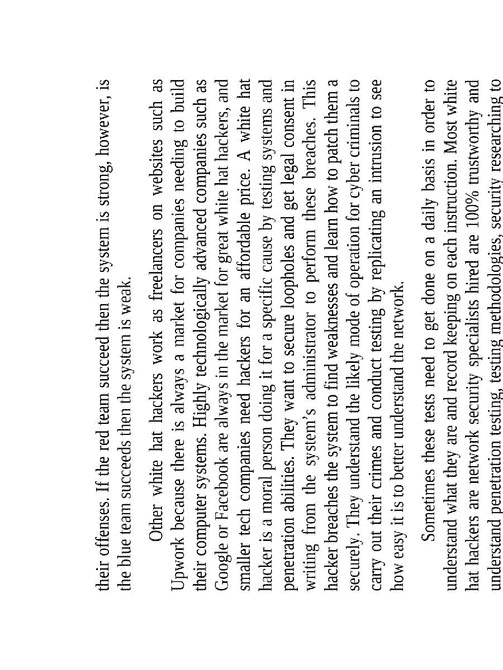 their offenses. If the red team succeed then the system is strong, however, is
the blue team succeeds then the system is weak.
Other white hat hackers work as freelancers on websites such as
Upwork because there is always a market for companies needing to build
their computer systems. Highly technologically advanced companies such as
Google or Facebook are always in the market for great white hat hackers, and
smaller tech companies need hackers for an affordable price. A white hat
hacker is a moral person doing it for a specific cause by testing systems and
penetration abilities. They want to secure loopholes and get legal consent in
writing from the system’s administrator to perform these breaches. This
hacker breaches the system to find weaknesses and learn how to patch them a
securely. They understand the likely mode of operation for cyber criminals to
carry out their crimes and conduct testing by replicating an intrusion to see
how easy it is to better understand the network.
Sometimes these tests need to get done on a daily basis in order to
understand what they are and record keeping on each instruction. Most white
hat hackers are network security specialists hired are 100% trustworthy and
understand penetration testing, testing methodologies, security researching to